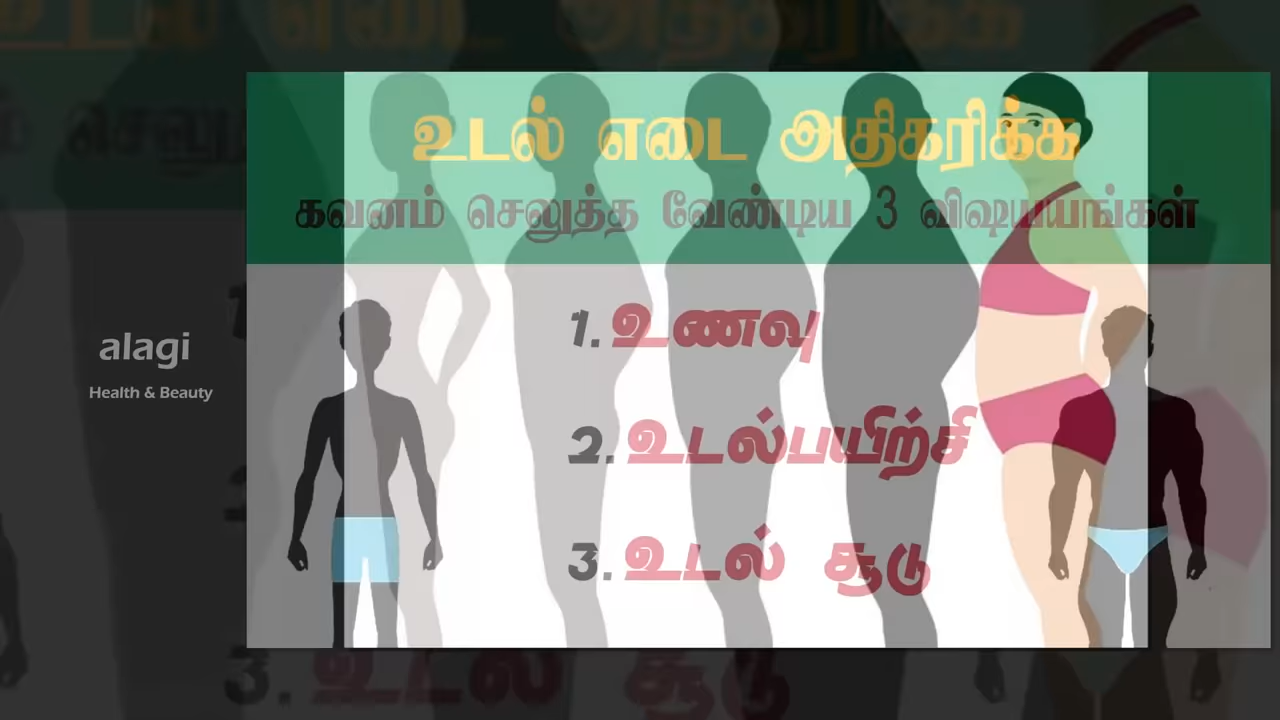 உடல் எடை அதிகரிக்க
கவனம் செலுத்த வேண்டிய 3 விஷயங்கள்
1. உணவு
2. உடல்பயிற்சி
3. உடல் சூடு
alagi
Health & Beauty